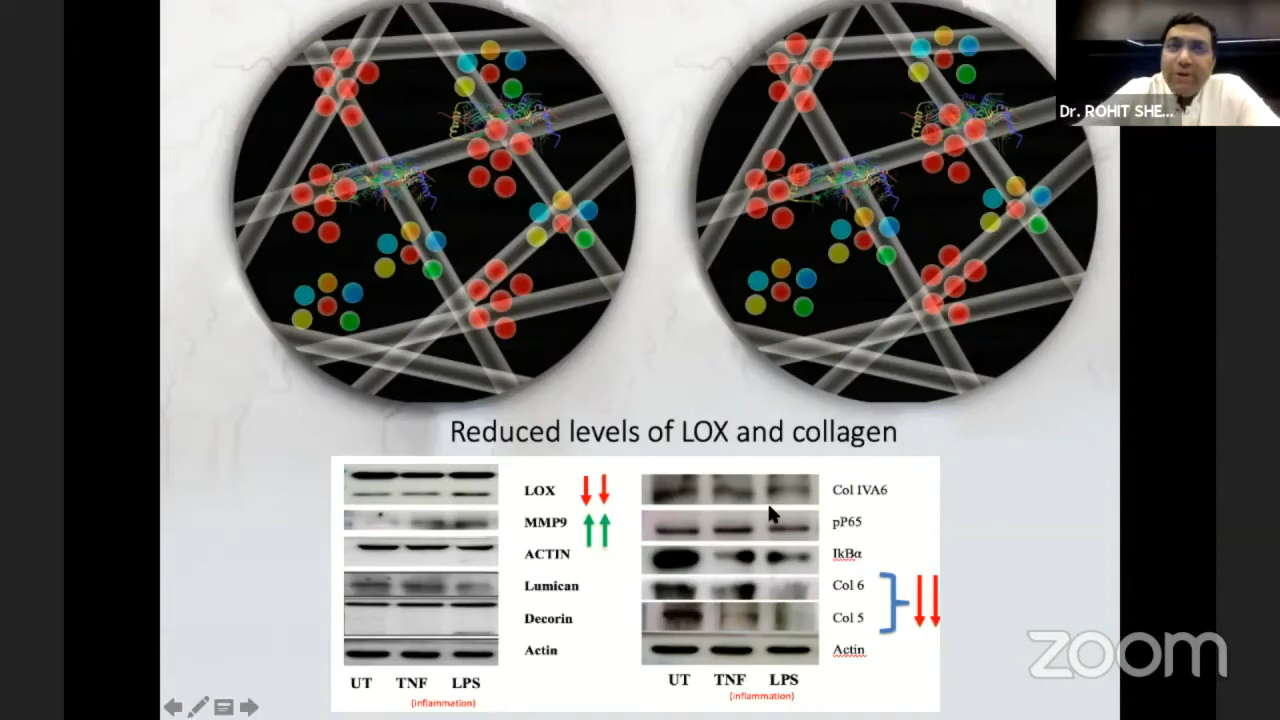 Dr. ROHIT SHE...
Reduced levels of LOX and collagen
LOX
MMP9
ACTIN
Lumican
Decorin
Actin
UT TNF LPS
(inflammation)
Col IVA6
pP65
IkBα
Col 6
Col 5
Actin
UT TNF LPS
(inflammation)
zoom